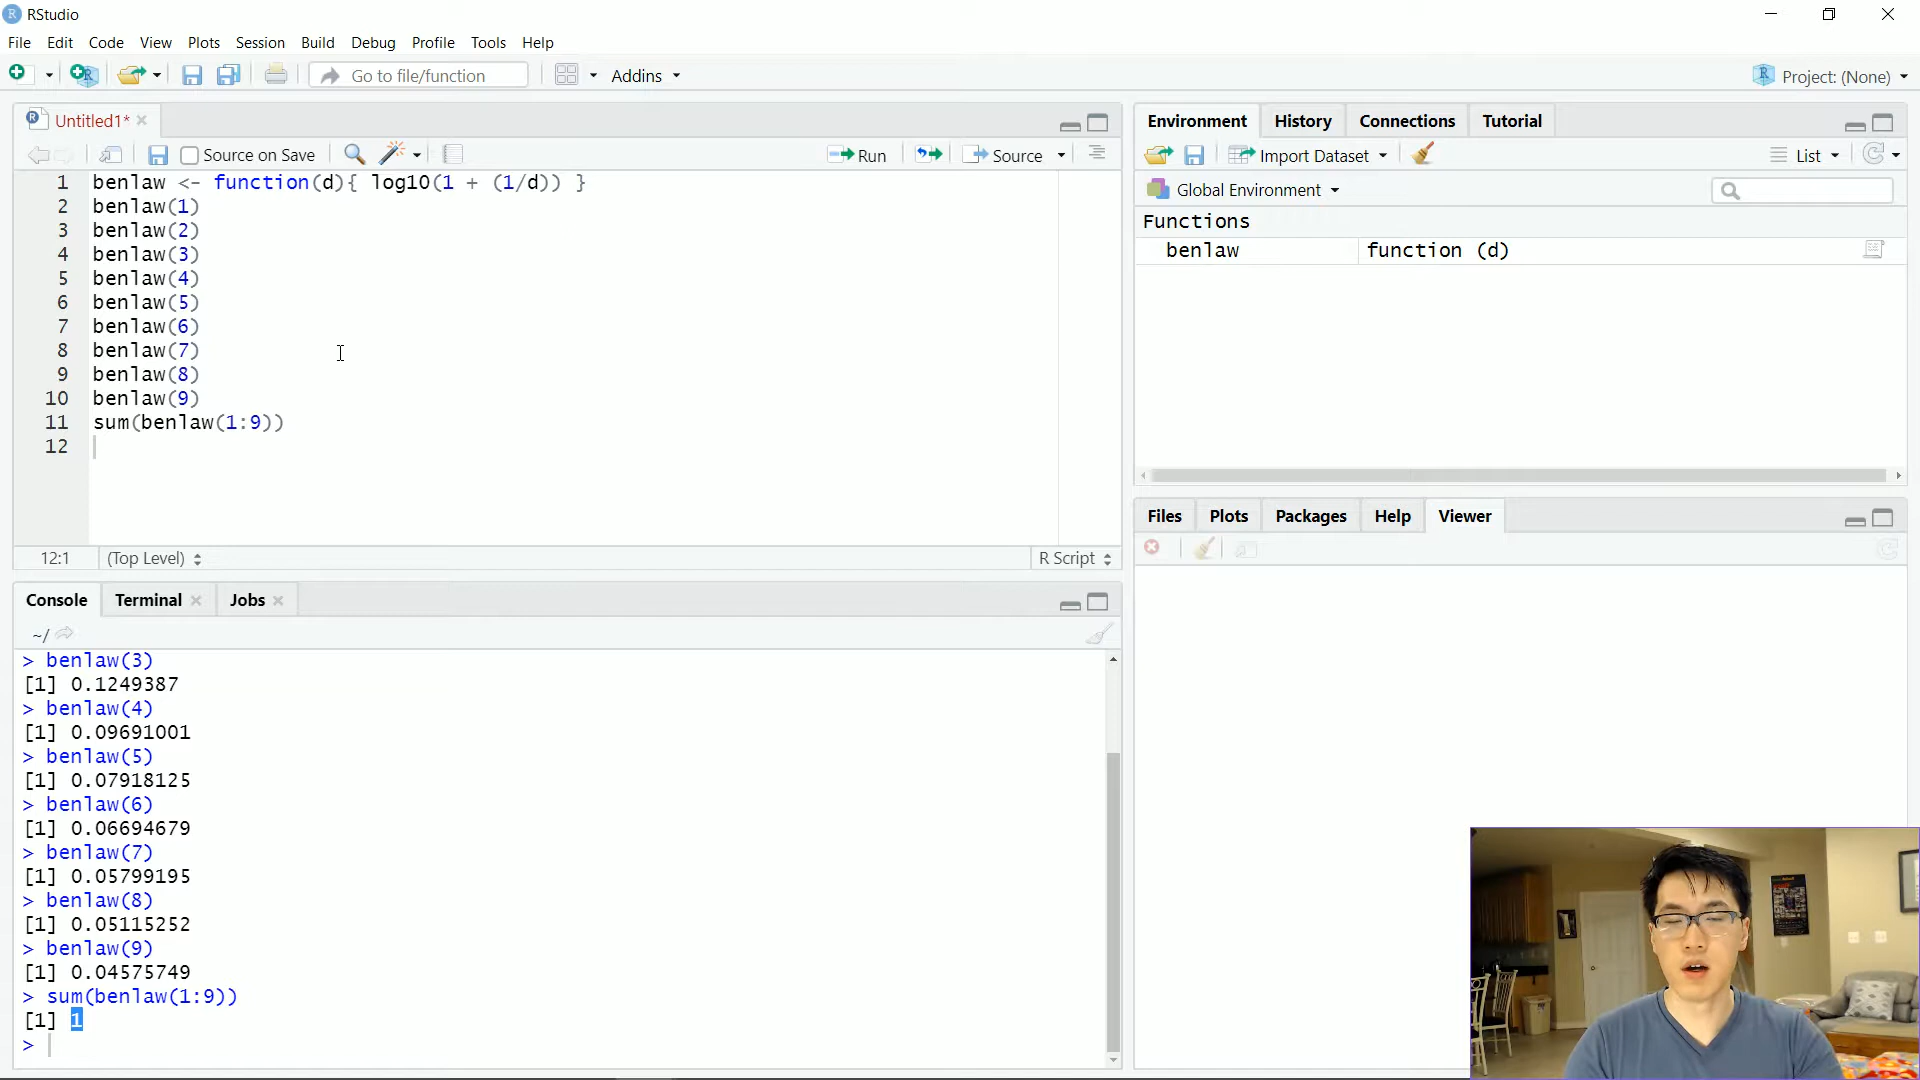 RStudio
File Edit Code View Plots Session Build Debug Profile Tools Help
Go to file/function Addins Project: (None)
Untitled1*
Source on Save Run Source
1 benlaw <- function(d){ log10(1 + (1/d)) }
2 benlaw(1)
3 benlaw(2)
4 benlaw(3)
5 benlaw(4)
6 benlaw(5)
7 benlaw(6)
8 benlaw(7)
9 benlaw(8)
10 benlaw(9)
11 sum(benlaw(1:9))
12
12:1 (Top Level) R Script
Console Terminal Jobs
~/
> benlaw(3)
[1] 0.1249387
> benlaw(4)
[1] 0.09691001
> benlaw(5)
[1] 0.07918125
> benlaw(6)
[1] 0.06694679
> benlaw(7)
[1] 0.05799195
> benlaw(8)
[1] 0.05115252
> benlaw(9)
[1] 0.04575749
> sum(benlaw(1:9))
[1] 1
>
Environment History Connections Tutorial
Import Dataset List
Global Environment
Functions
benlaw function (d)
Files Plots Packages Help Viewer